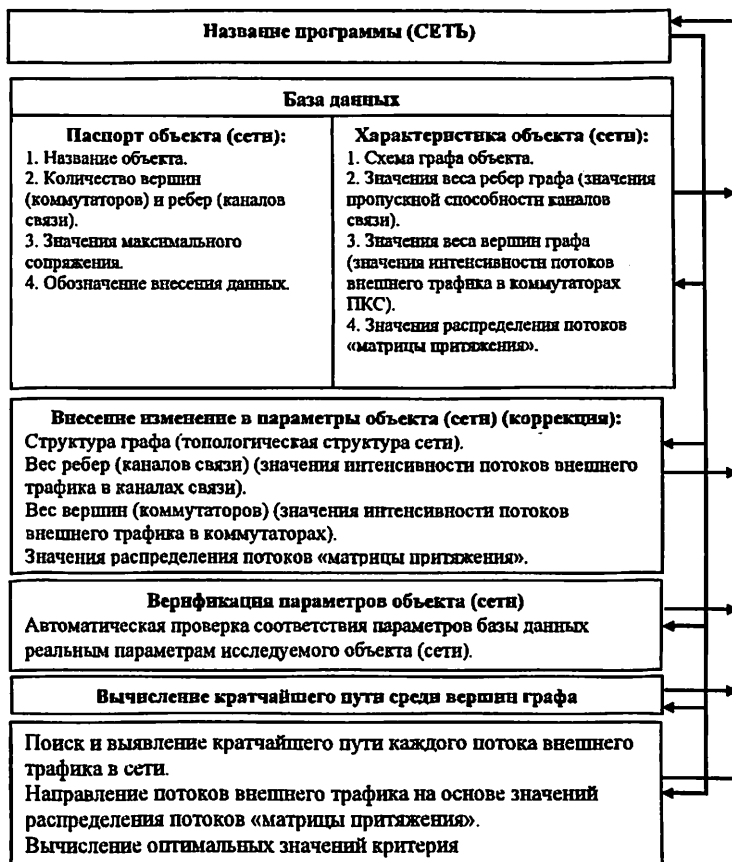 Название программы (СЕТЬ)
База данных
Паспорт объекта (сети):
1. Название объекта.
2. Количество вершин
(коммутаторов) и ребер (каналов
связи).
3. Значения максимального
сопряжения.
4. Обозначение внесения данных.
Характеристика объекта (сети):
1. Схема графа объекта.
2. Значения веса ребер графа (значения
пропускной способности каналов
связи).
3. Значения веса вершин графа
(значения интенсивности потоков
внешнего трафика в коммутаторах
ПКС).
4. Значения распределения потоков
«матрицы притяжения».
Внесение изменение в параметры объекта (сети) (коррекция):
Структура графа (топологическая структура сети).
Вес ребер (каналов связи) (значения интенсивности потоков внешнего
трафика в каналах связи).
Вес вершин (коммутаторов) (значения интенсивности потоков
внешнего трафика в коммутаторах).
Значения распределения потоков «матрицы притяжения».
Верификация параметров объекта (сети)
Автоматическая проверка соответствия параметров базы данных
реальным параметрам исследуемого объекта (сети).
Вычисление кратчайшего пути среди вершин графа
Поиск и выявление кратчайшего пути каждого потока внешнего
трафика в сети.
Направление потоков внешнего трафика на основе значений
распределения потоков «матрицы притяжения».
Вычисление оптимальных значений критерия